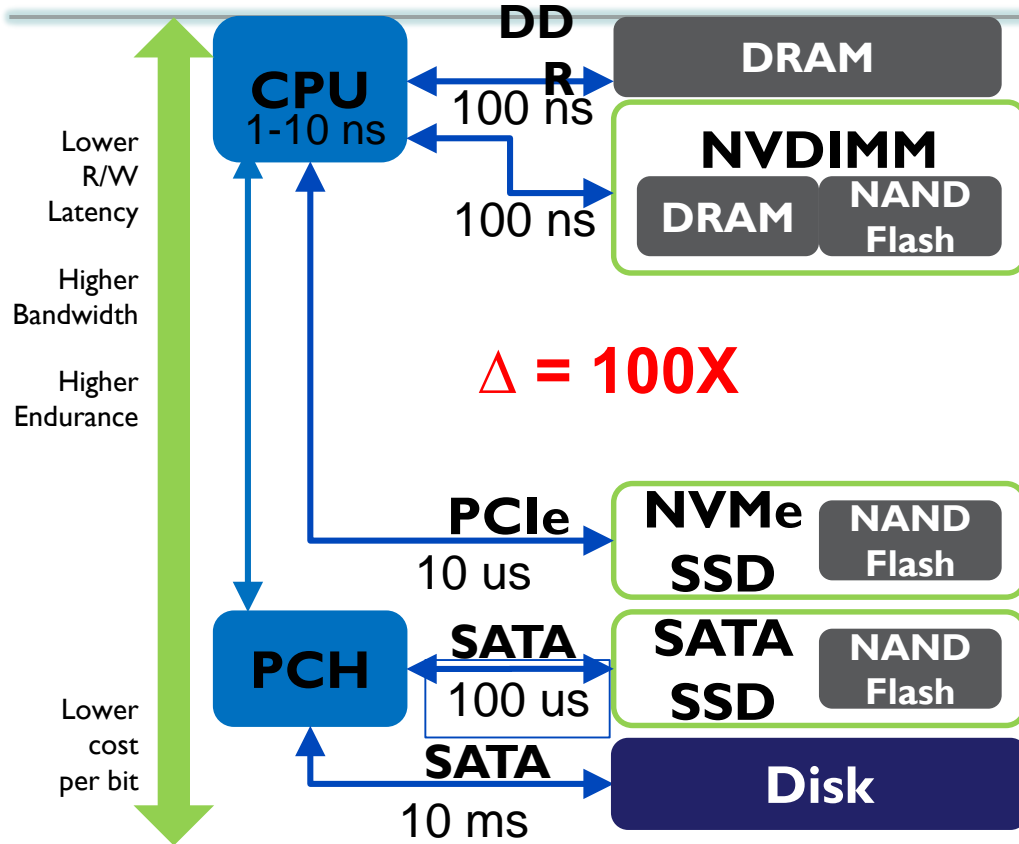 DD
R
DRAM
CPU
1-10 ns
100 ns
NVDIMM
DRAM
NAND
Flash
100 ns
Lower
R/W
Latency
Higher
Bandwidth
Higher
Endurance
Δ = 100X
PCIe
10 us
NVMe
SSD
NAND
Flash
PCH
SATA
100 us
SATA
SSD
NAND
Flash
Lower
cost
per bit
SATA
10 ms
Disk